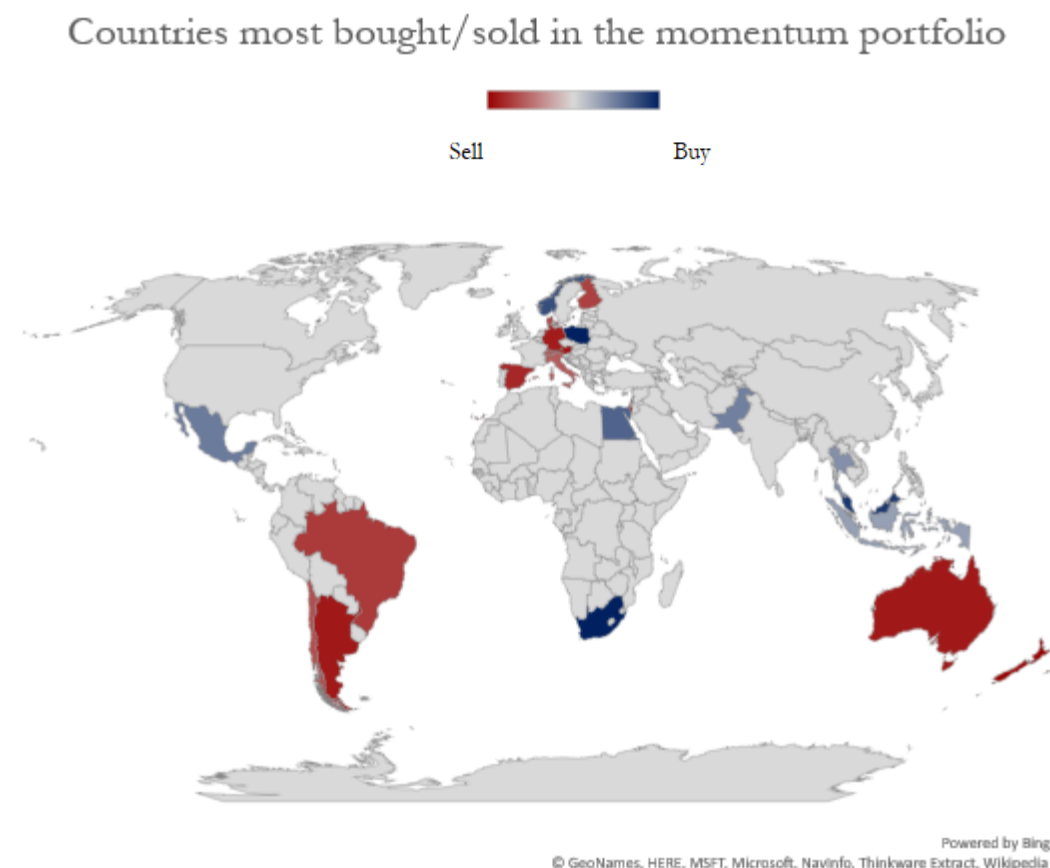 Countries most bought/sold in the momentum portfolio
Sell Buy
Powered by Bing
© GeoNames, HERE, MSFT, Microsoft, NavInfo, Thinkware Extract, Wikipedia